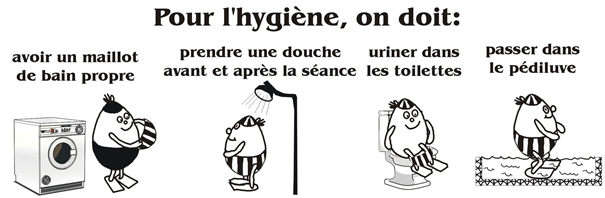 Pour l'hygiène, on doit:
avoir un maillot
de bain propre
prendre une douche
avant et après la séance
uriner dans
les toilettes
passer dans
le pédiluve